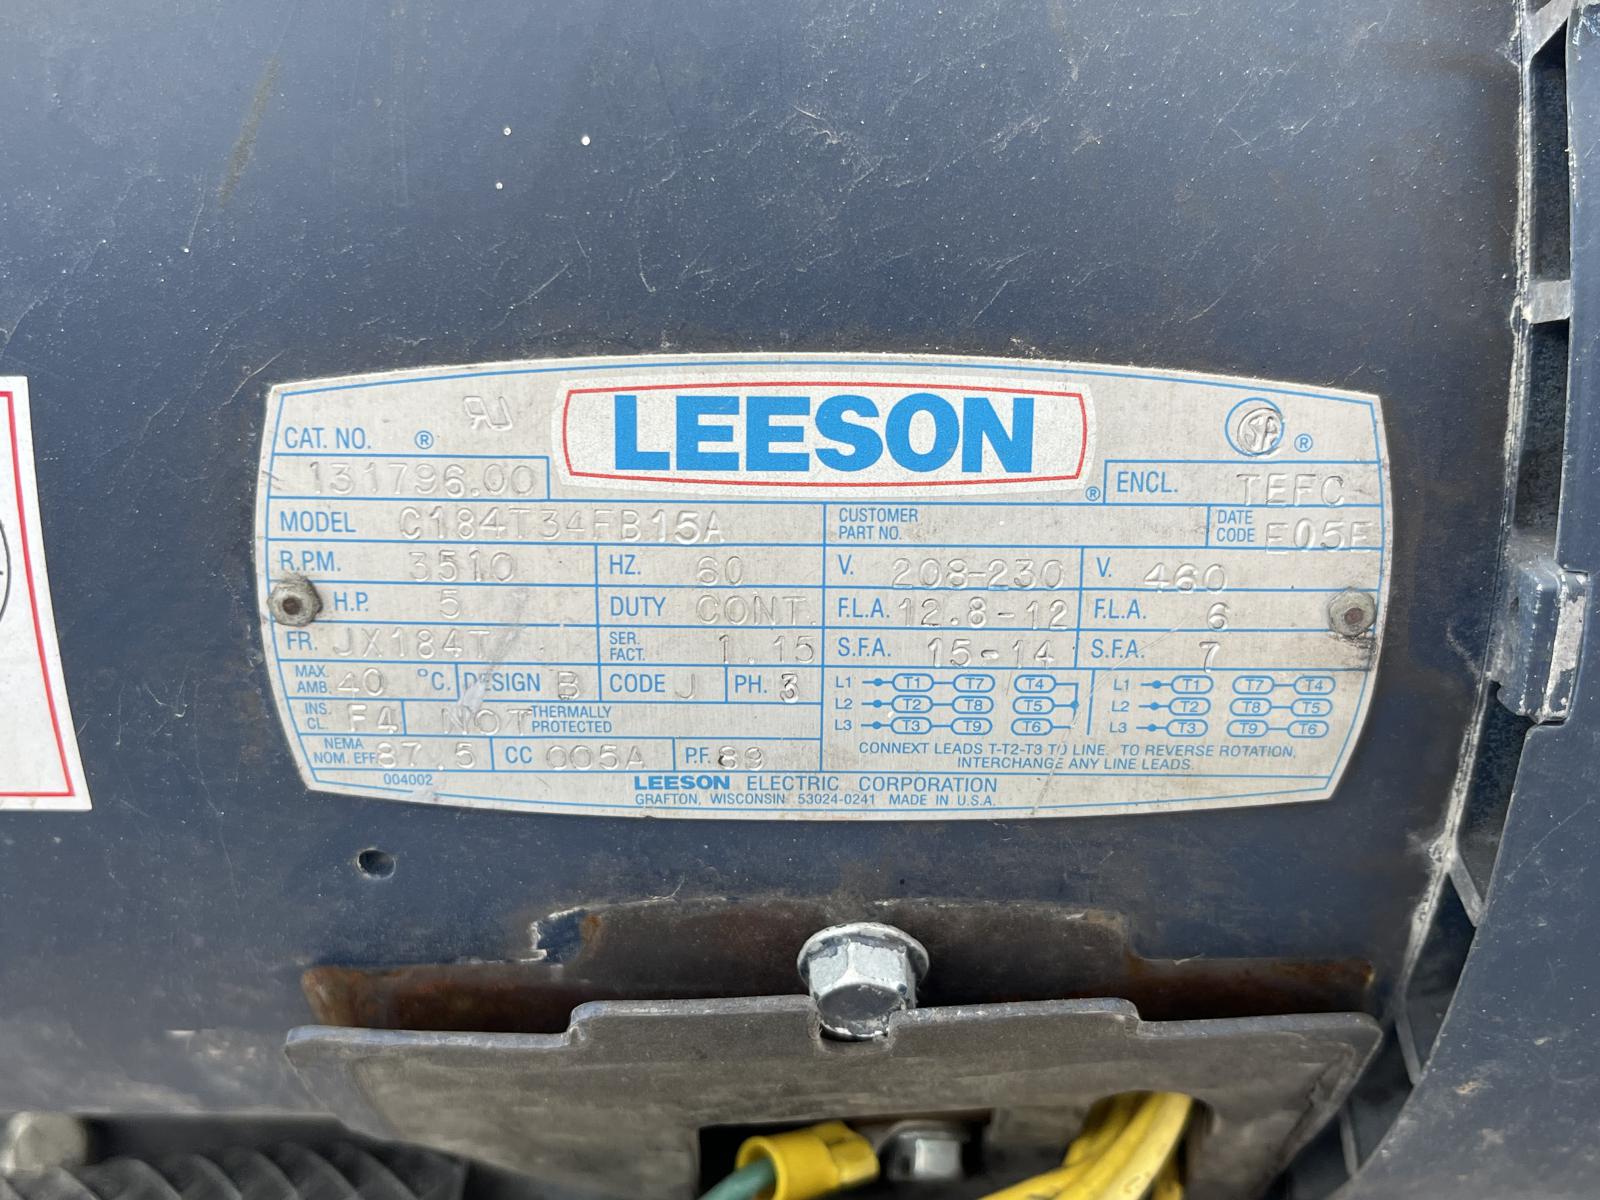 LEESON
CAT. NO. ®
131796.00
® ENCL. TEFC
MODEL C184T34FB15A CUSTOMER PART NO. DATE CODE E05E
R.P.M. 3510 HZ. 60 V. 208-230 V. 460
H.P. 5 DUTY CONT. F.L.A. 12.8-12 F.L.A. 6
FR. JX184T SER. FACT. 1.15 S.F.A. 15-14 S.F.A. 7
MAX. AMB. 40 °C. DESIGN B CODE J PH. 3
INS. CL. F4 NOT THERMALLY PROTECTED
NEMA NOM. EFF. 87.5 CC 005A P.F. 89
L1 T1 T7 T4 L1 T1 T7 T4
L2 T2 T8 T5 L2 T2 T8 T5
L3 T3 T9 T6 L3 T3 T9 T6
CONNEXT LEADS T-T2-T3 TO LINE. TO REVERSE ROTATION,
INTERCHANGE ANY LINE LEADS.
004002
LEESON ELECTRIC CORPORATION
GRAFTON, WISCONSIN 53024-0241 MADE IN U.S.A.